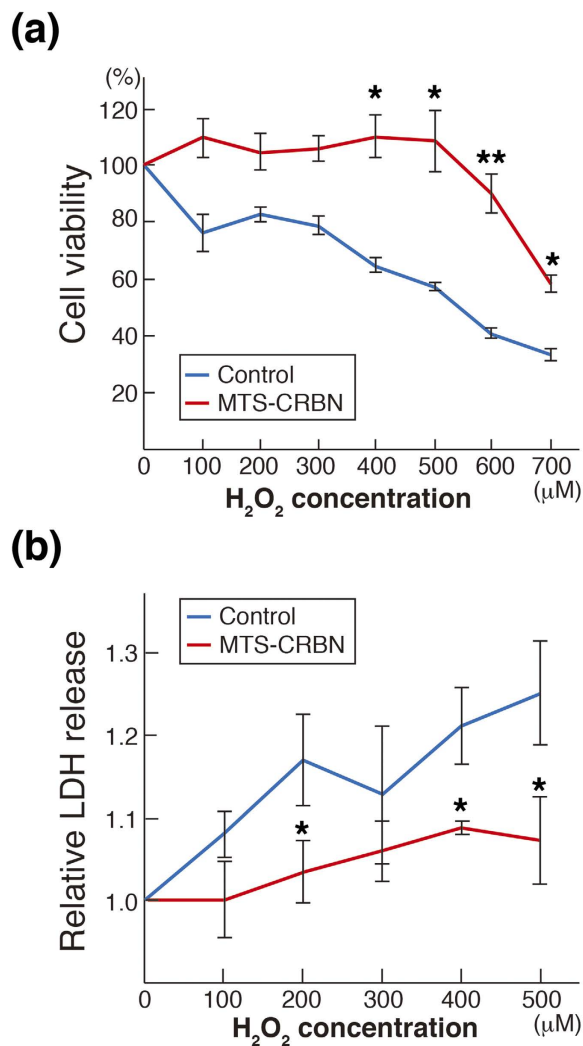 (a)
(%)
120
100
80
60
40
20
Cell viability
*
*
**
*
Control
MTS-CRBN
0 100 200 300 400 500 600 700
(μM)
H₂O₂ concentration
(b)
1.3
1.2
1.1
1.0
Relative LDH release
Control
MTS-CRBN
*
*
*
0 100 200 300 400 500
(μM)
H₂O₂ concentration